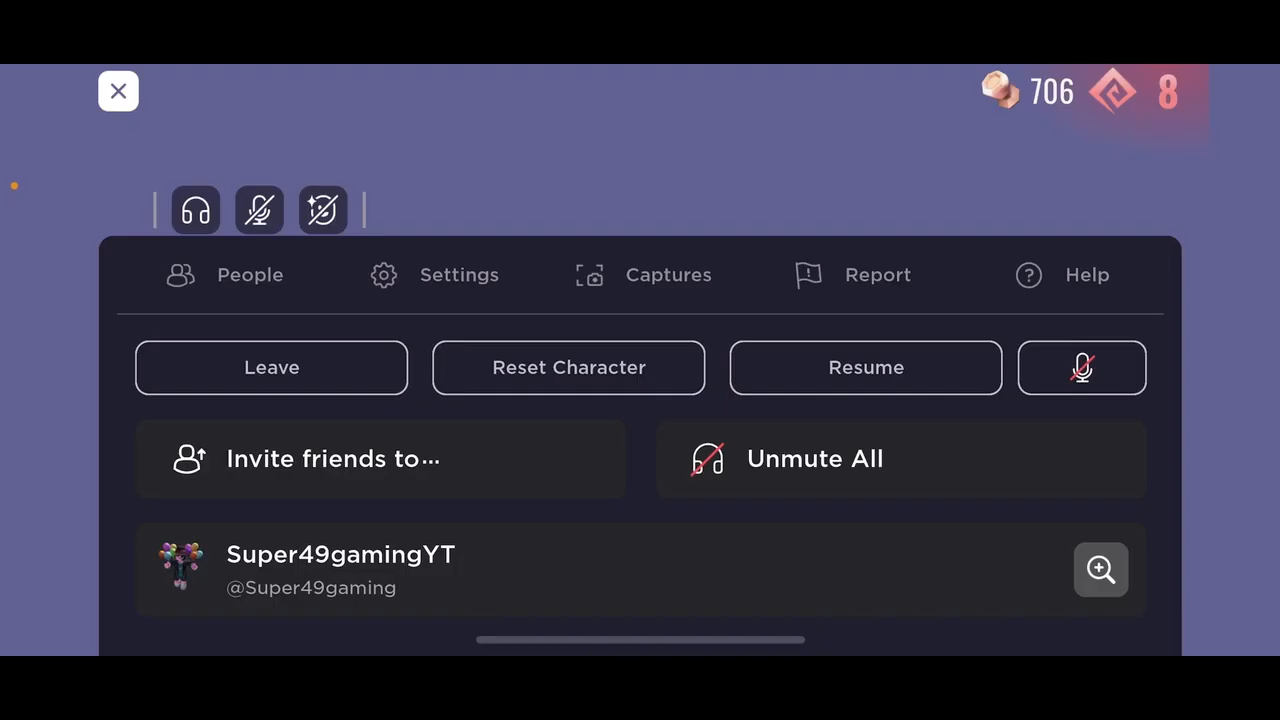 706
8
People
Settings
Captures
Report
Help
Leave
Reset Character
Resume
Invite friends to...
Unmute All
Super49gamingYT
@Super49gaming